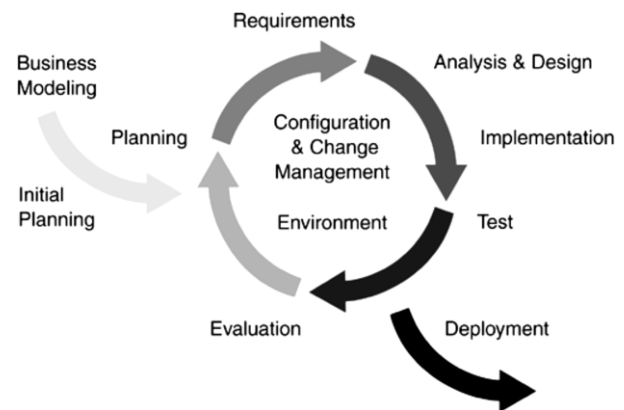 Requirements
Business
Modeling
Analysis & Design
Planning
Configuration
& Change
Management
Implementation
Initial
Planning
Environment
Test
Evaluation
Deployment